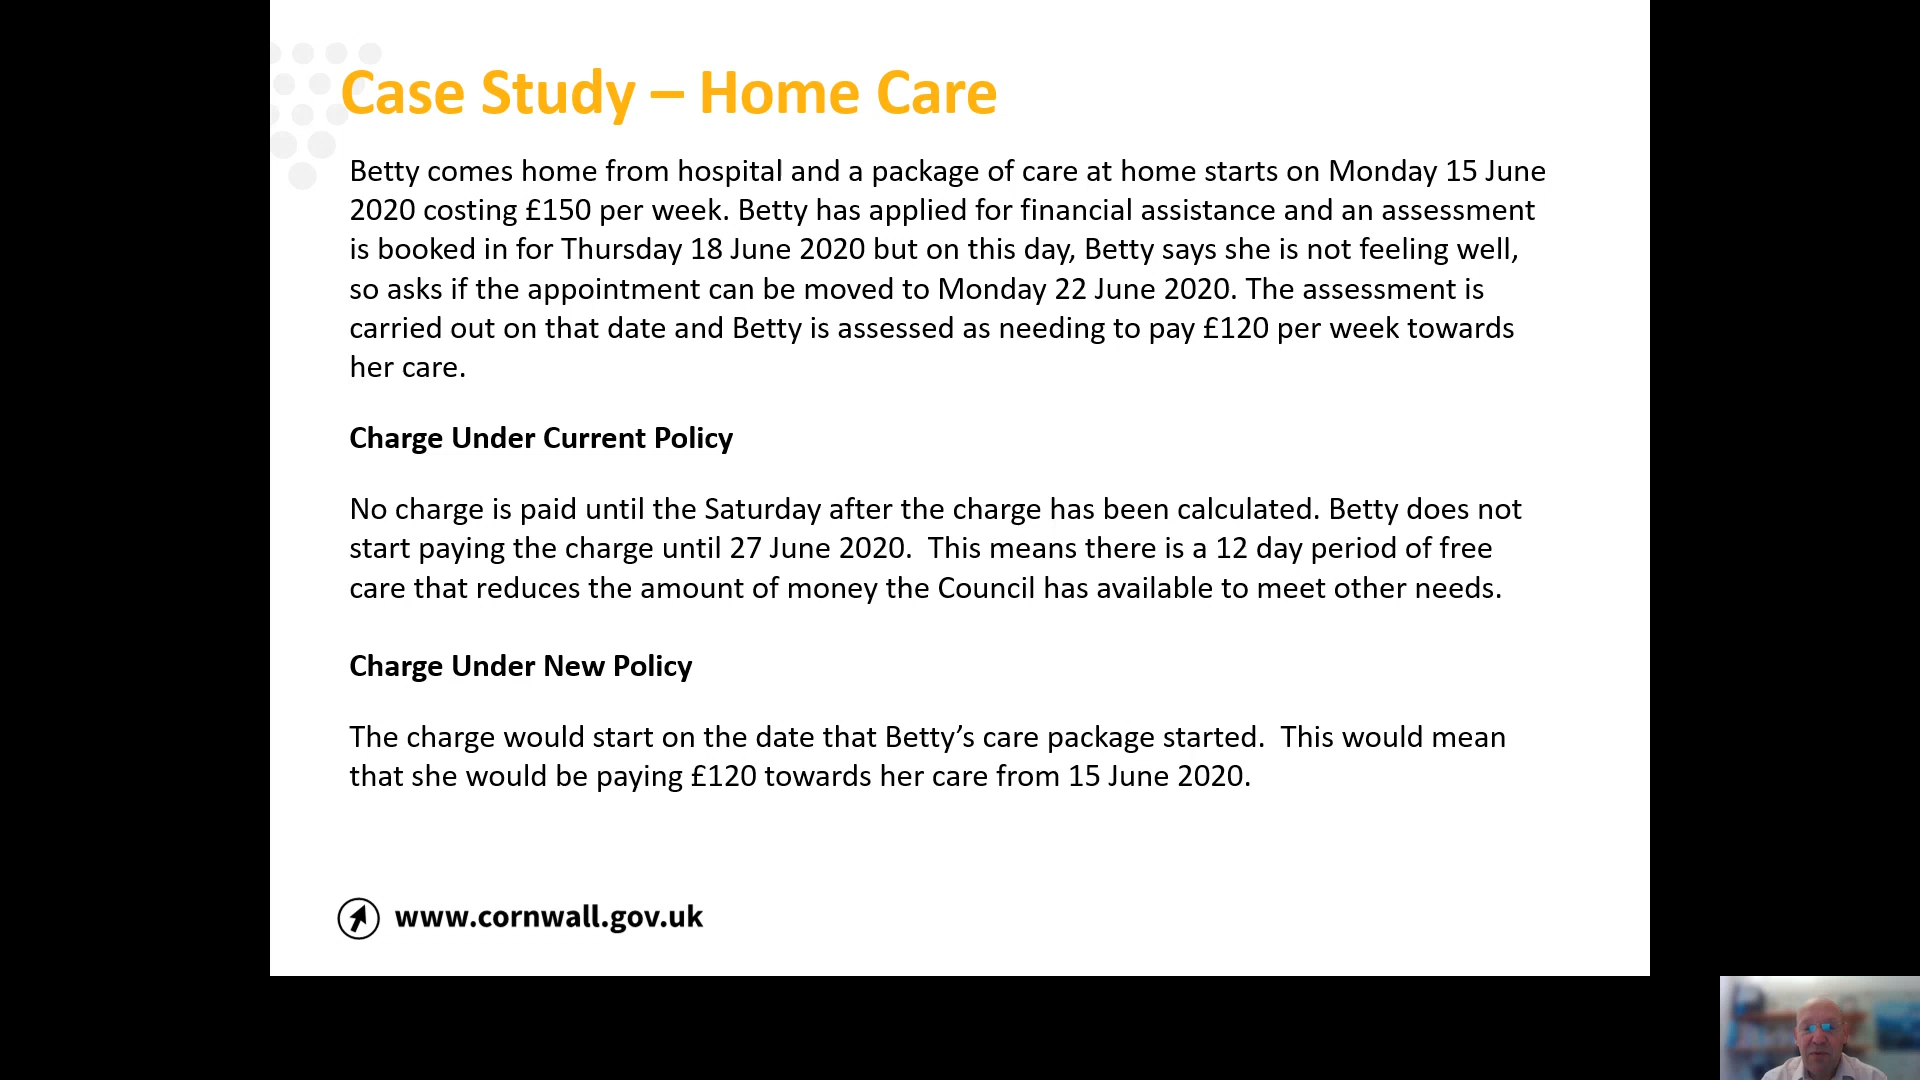 Case Study – Home Care
Betty comes home from hospital and a package of care at home starts on Monday 15 June
2020 costing £150 per week. Betty has applied for financial assistance and an assessment
is booked in for Thursday 18 June 2020 but on this day, Betty says she is not feeling well,
so asks if the appointment can be moved to Monday 22 June 2020. The assessment is
carried out on that date and Betty is assessed as needing to pay £120 per week towards
her care.
Charge Under Current Policy
No charge is paid until the Saturday after the charge has been calculated. Betty does not
start paying the charge until 27 June 2020.  This means there is a 12 day period of free
care that reduces the amount of money the Council has available to meet other needs.
Charge Under New Policy
The charge would start on the date that Betty’s care package started.  This would mean
that she would be paying £120 towards her care from 15 June 2020.
www.cornwall.gov.uk